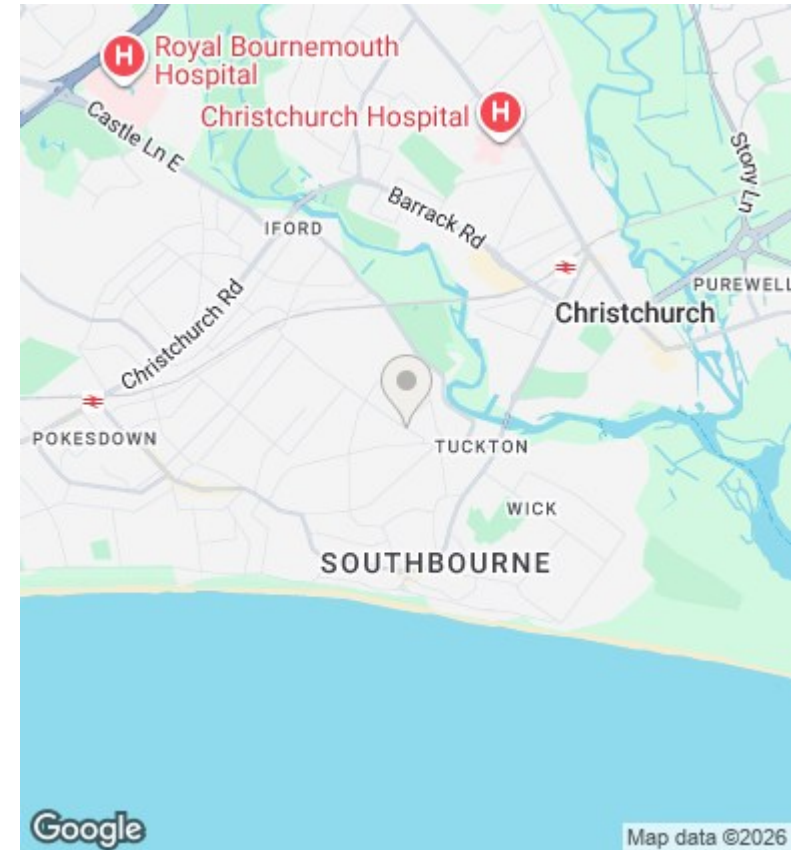 H Royal Bournemouth
Hospital
Christchurch Hospital H
Castle Ln E
Barrack Rd
Stony Ln
IFORD
PUREWELL
Christchurch
Christchurch Rd
POKESDOWN
TUCKTON
WICK
SOUTHBOURNE
Google
Map data ©2026